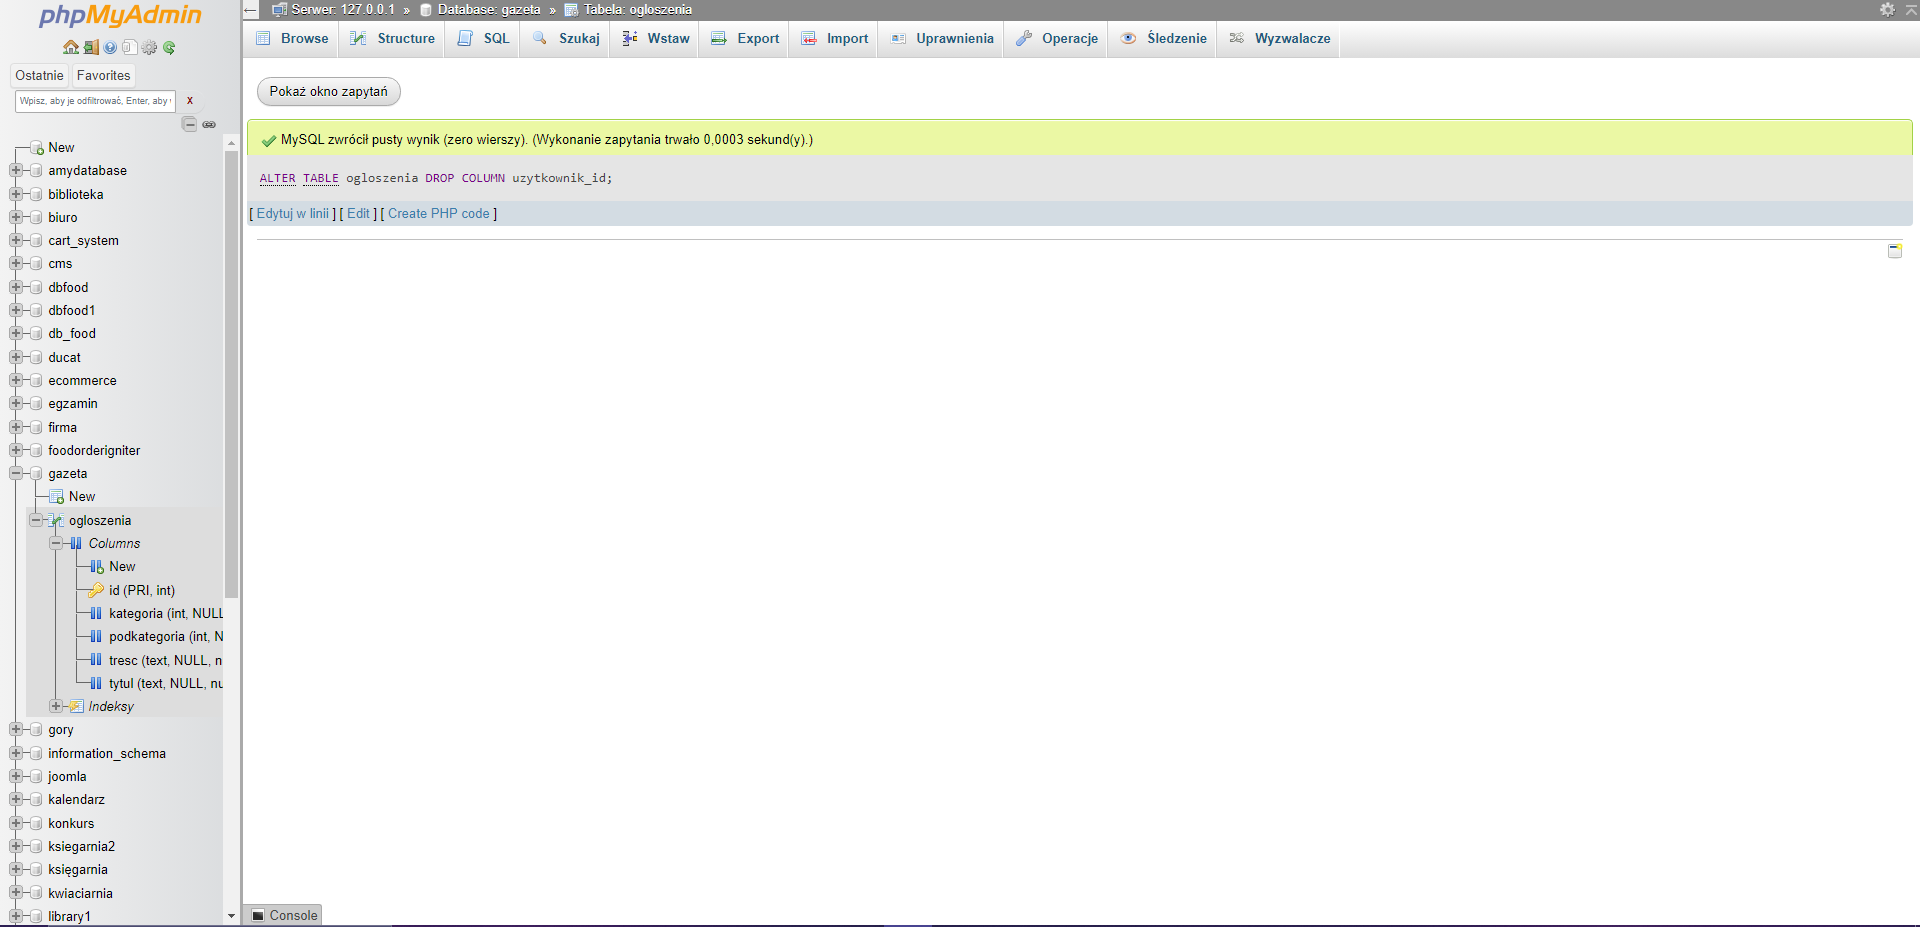 phpMyAdmin
Ostatnie
Favorites
Wpisz, aby je odfiltrować, Enter, aby
X
New
amydatabase
biblioteka
biuro
cart_system
cms
dbfood
dbfood1
db_food
ducat
ecommerce
egzamin
firma
foodorderigniter
gazeta
New
ogloszenia
Columns
New
id (PRI, int)
kategoria (int, NULL
podkategoria (int, N
tresc (text, NULL, n
tytul (text, NULL, nu
Indeksy
gory
information_schema
joomla
kalendarz
konkurs
ksiegarnia2
księgarnia
kwiaciarnia
library1
Serwer: 127.0.0.1 » Database: gazeta » Tabela: ogloszenia
Browse Structure SQL Szukaj Wstaw Export Import Uprawnienia Operacje Śledzenie Wyzwalacze
Pokaż okno zapytań
MySQL zwrócił pusty wynik (zero wierszy). (Wykonanie zapytania trwało 0,0003 sekund(y).)
ALTER TABLE ogloszenia DROP COLUMN uzytkownik_id;
[ Edytuj w linii ] [ Edit ] [ Create PHP code ]
Console